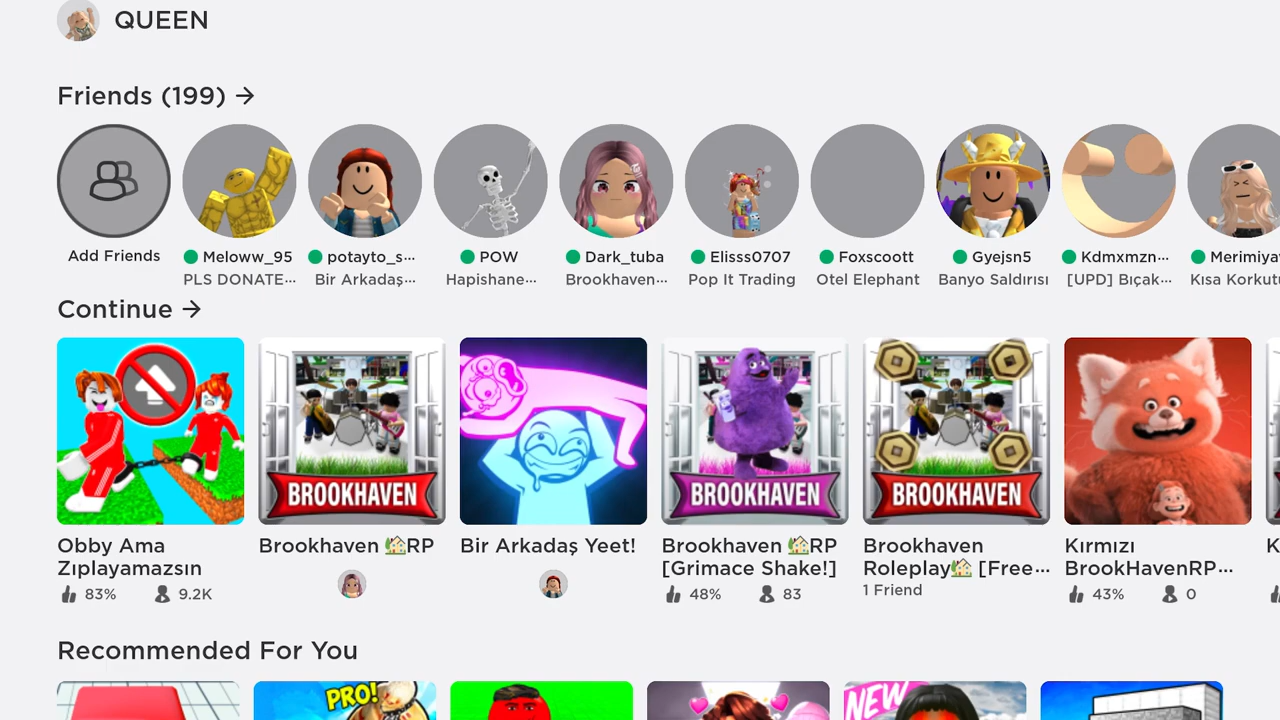 QUEEN
Friends (199) →
Add Friends
Meloww_95
PLS DONATE...
potayto_s...
Bir Arkadaş...
POW
Hapishane...
Dark_tuba
Brookhaven...
Elisss0707
Pop It Trading
Foxscoott
Otel Elephant
Gyejsn5
Banyo Saldırısı
Kdmxmzn...
[UPD] Bıçak...
Merimiya
Kısa Korkutu
Continue →
BROOKHAVEN
BROOKHAVEN
BROOKHAVEN
Obby Ama
Zıplayamazsın
83% 9.2K
Brookhaven 🏡RP
Bir Arkadaş Yeet!
Brookhaven 🏡RP
[Grimace Shake!]
48% 83
Brookhaven
Roleplay🏡 [Free...
1 Friend
Kırmızı
BrookHavenRP...
43% 0
K
Recommended For You
PRO!
NEW